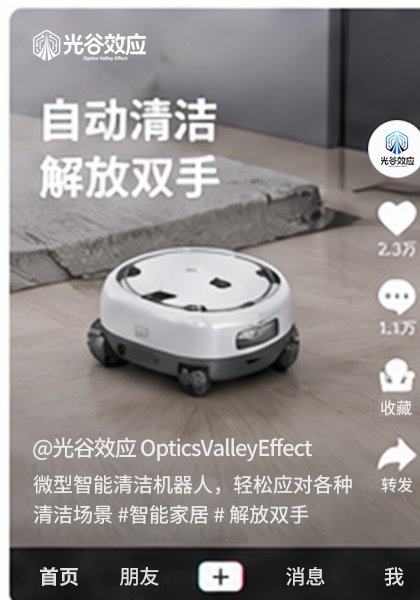 光谷效应
Optics Valley Effect
自动清洁
解放双手
光谷效应
2.3万
1.1万
收藏
转发
@光谷效应 OpticsValleyEffect
微型智能清洁机器人，轻松应对各种
清洁场景 #智能家居 # 解放双手
首页 朋友 消息 我